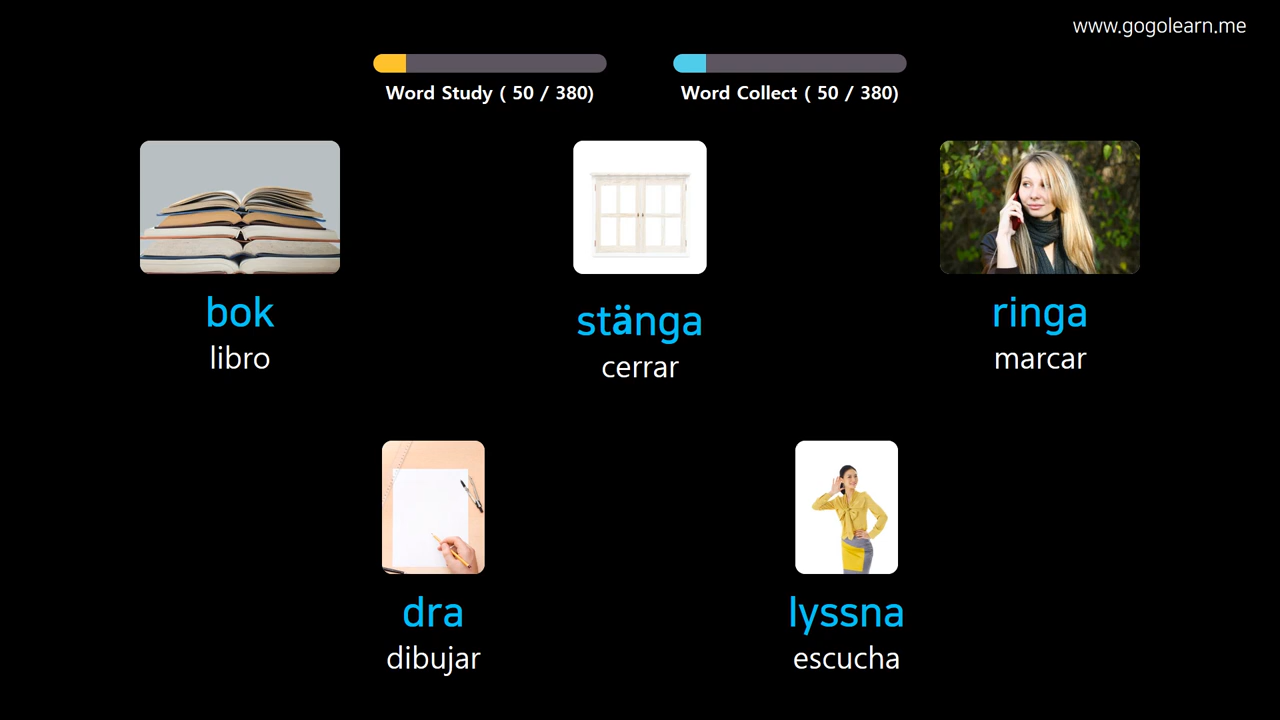 www.gogolearn.me
Word Study ( 50 / 380)
Word Collect ( 50 / 380)
bok
libro
stänga
cerrar
ringa
marcar
dra
dibujar
lyssna
escucha